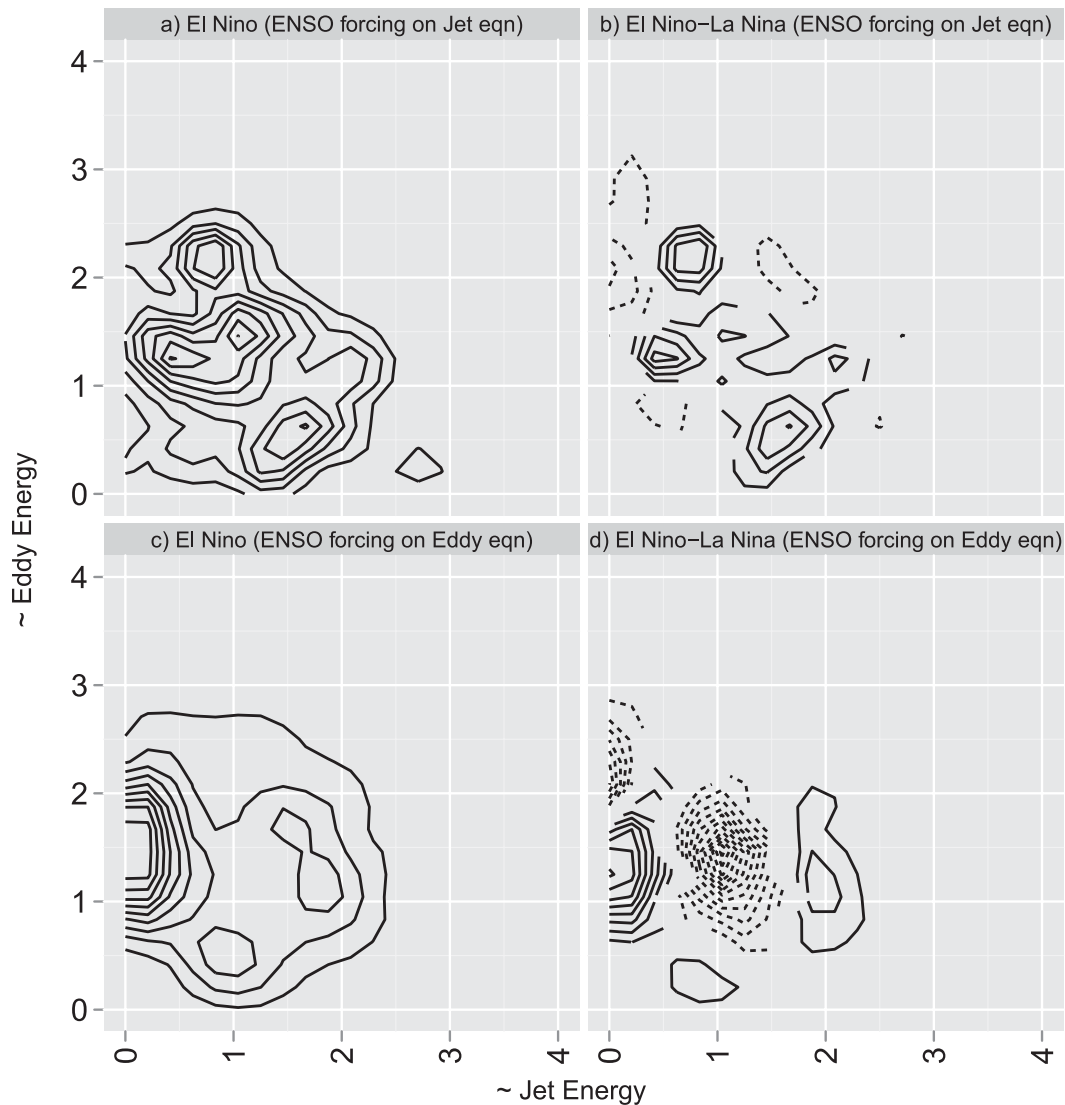 a) El Nino (ENSO forcing on Jet eqn)
b) El Nino−La Nina (ENSO forcing on Jet eqn)
4
3
2
1
0
~ Eddy Energy
c) El Nino (ENSO forcing on Eddy eqn)
d) El Nino−La Nina (ENSO forcing on Eddy eqn)
4
3
2
1
0
0 1 2 3 4
0 1 2 3 4
~ Jet Energy